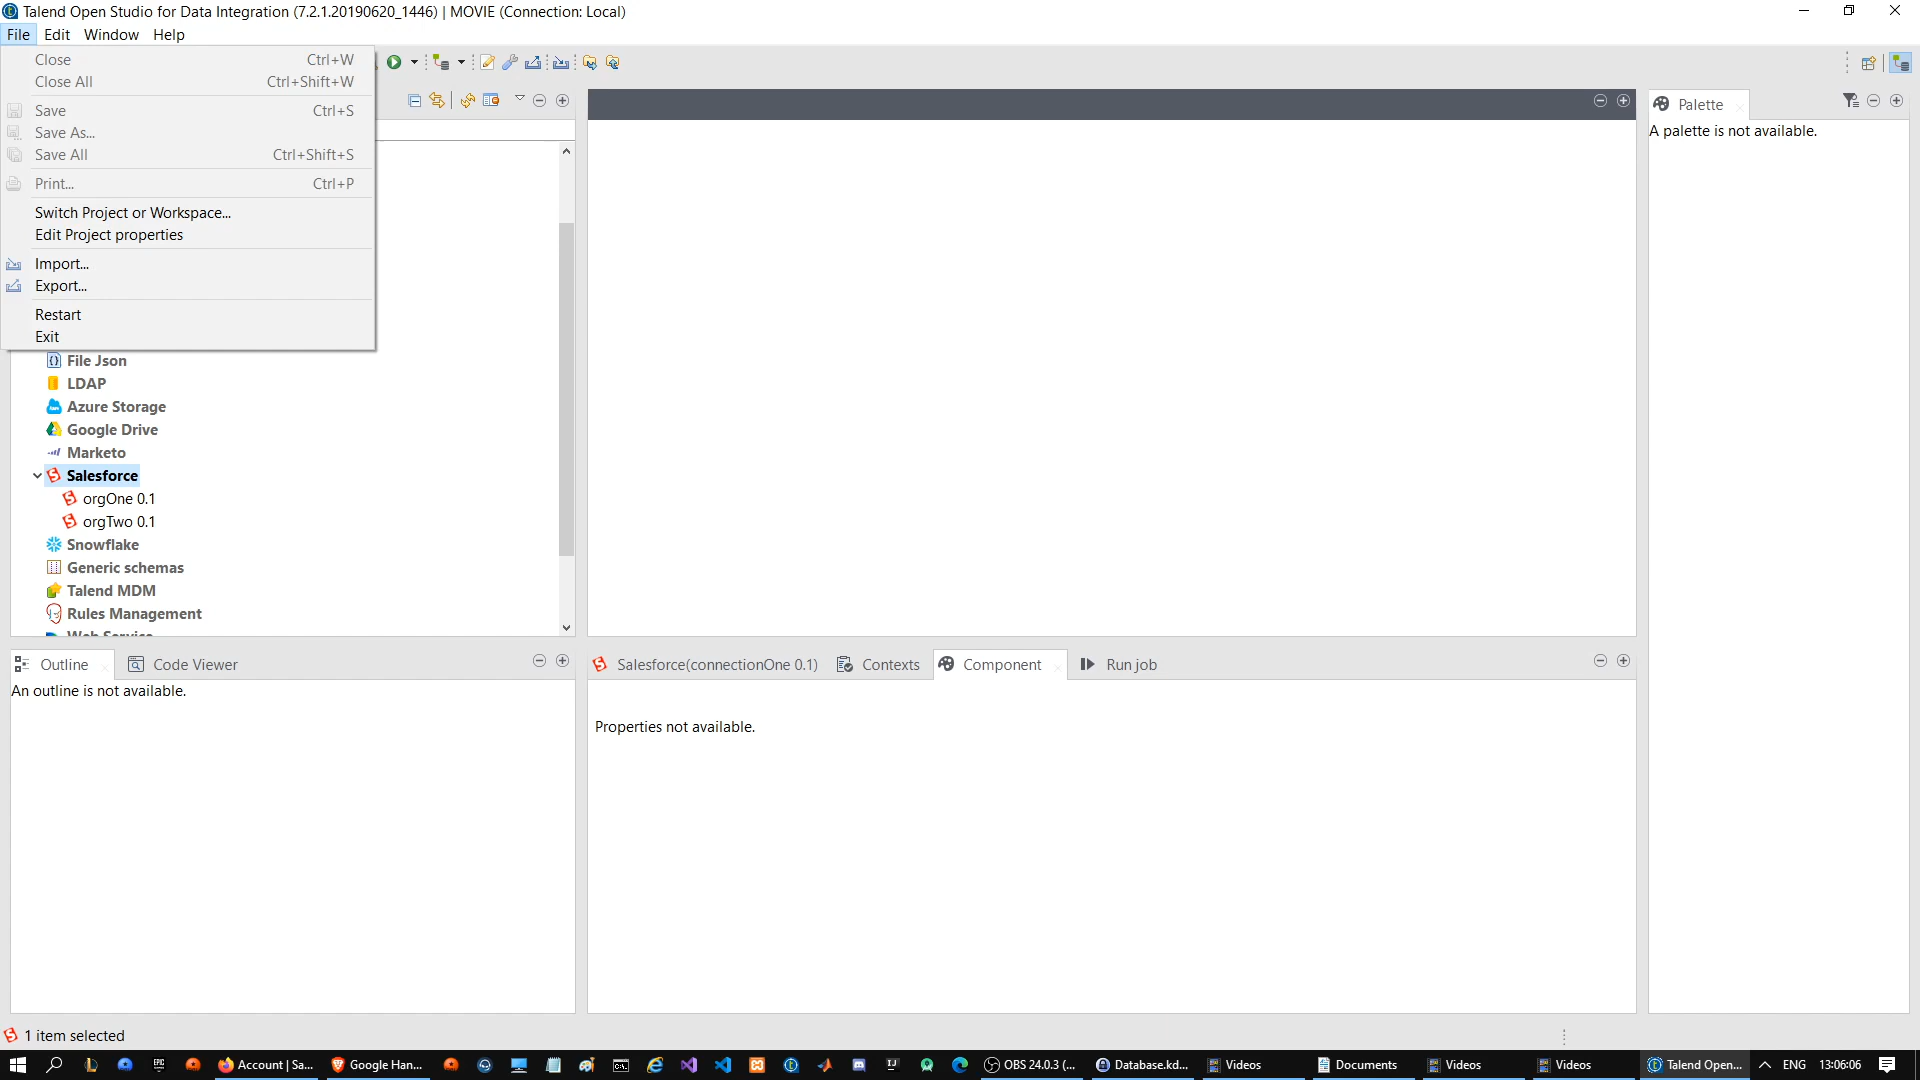 Talend Open Studio for Data Integration (7.2.1.20190620_1446) | MOVIE (Connection: Local)
File Edit Window Help
Close Ctrl+W
Close All Ctrl+Shift+W
Save Ctrl+S
Save As...
Save All Ctrl+Shift+S
Print... Ctrl+P
Switch Project or Workspace...
Edit Project properties
Import...
Export...
Restart
Exit
File Json
LDAP
Azure Storage
Google Drive
Marketo
Salesforce
orgOne 0.1
orgTwo 0.1
Snowflake
Generic schemas
Talend MDM
Rules Management
Web Service
Palette
A palette is not available.
Outline Code Viewer
An outline is not available.
Salesforce(connectionOne 0.1) Contexts Component Run job
Properties not available.
1 item selected
Account | Sa... Google Han... OBS 24.0.3 (... Database.kd... Videos Documents Videos Videos Talend Open... ENG 13:06:06